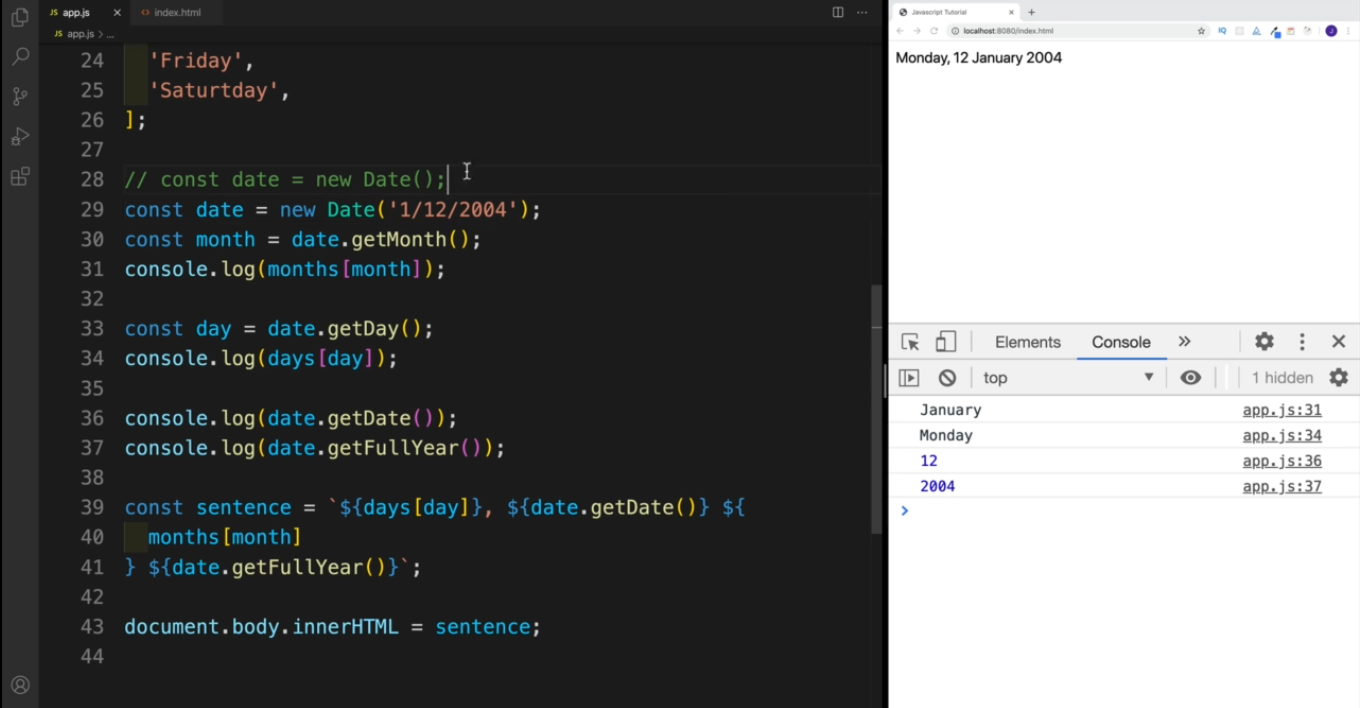 JS app.js × <> index.html
JS app.js > ...
24 'Friday',
25 'Saturtday',
26 ];
27
28 // const date = new Date();
29 const date = new Date('1/12/2004');
30 const month = date.getMonth();
31 console.log(months[month]);
32
33 const day = date.getDay();
34 console.log(days[day]);
35
36 console.log(date.getDate());
37 console.log(date.getFullYear());
38
39 const sentence = `${days[day]}, ${date.getDate()} ${
40 months[month]
41 } ${date.getFullYear()}`;
42
43 document.body.innerHTML = sentence;
44
Javascript Tutorial
localhost:8080/index.html
Monday, 12 January 2004
Elements Console »
top 1 hidden
January app.js:31
Monday app.js:34
12 app.js:36
2004 app.js:37